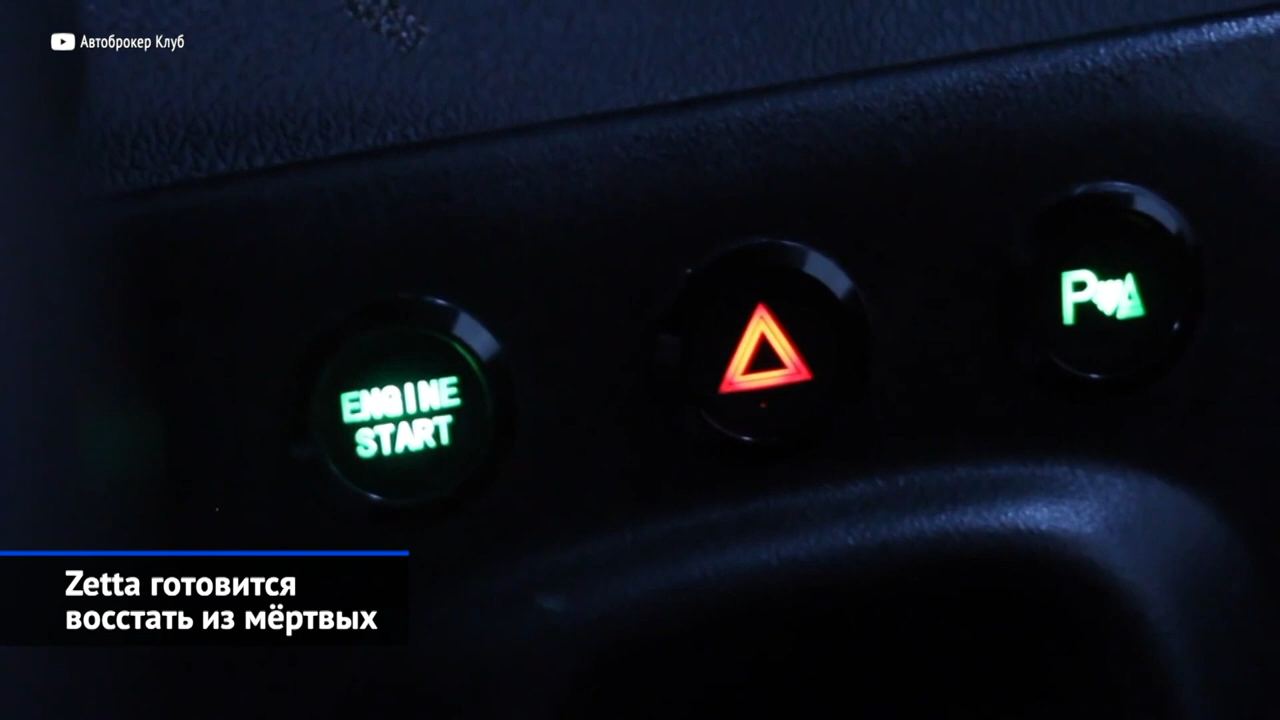 Автоброкер Клуб
ENGINE
START
P
Zetta готовится
восстать из мёртвых